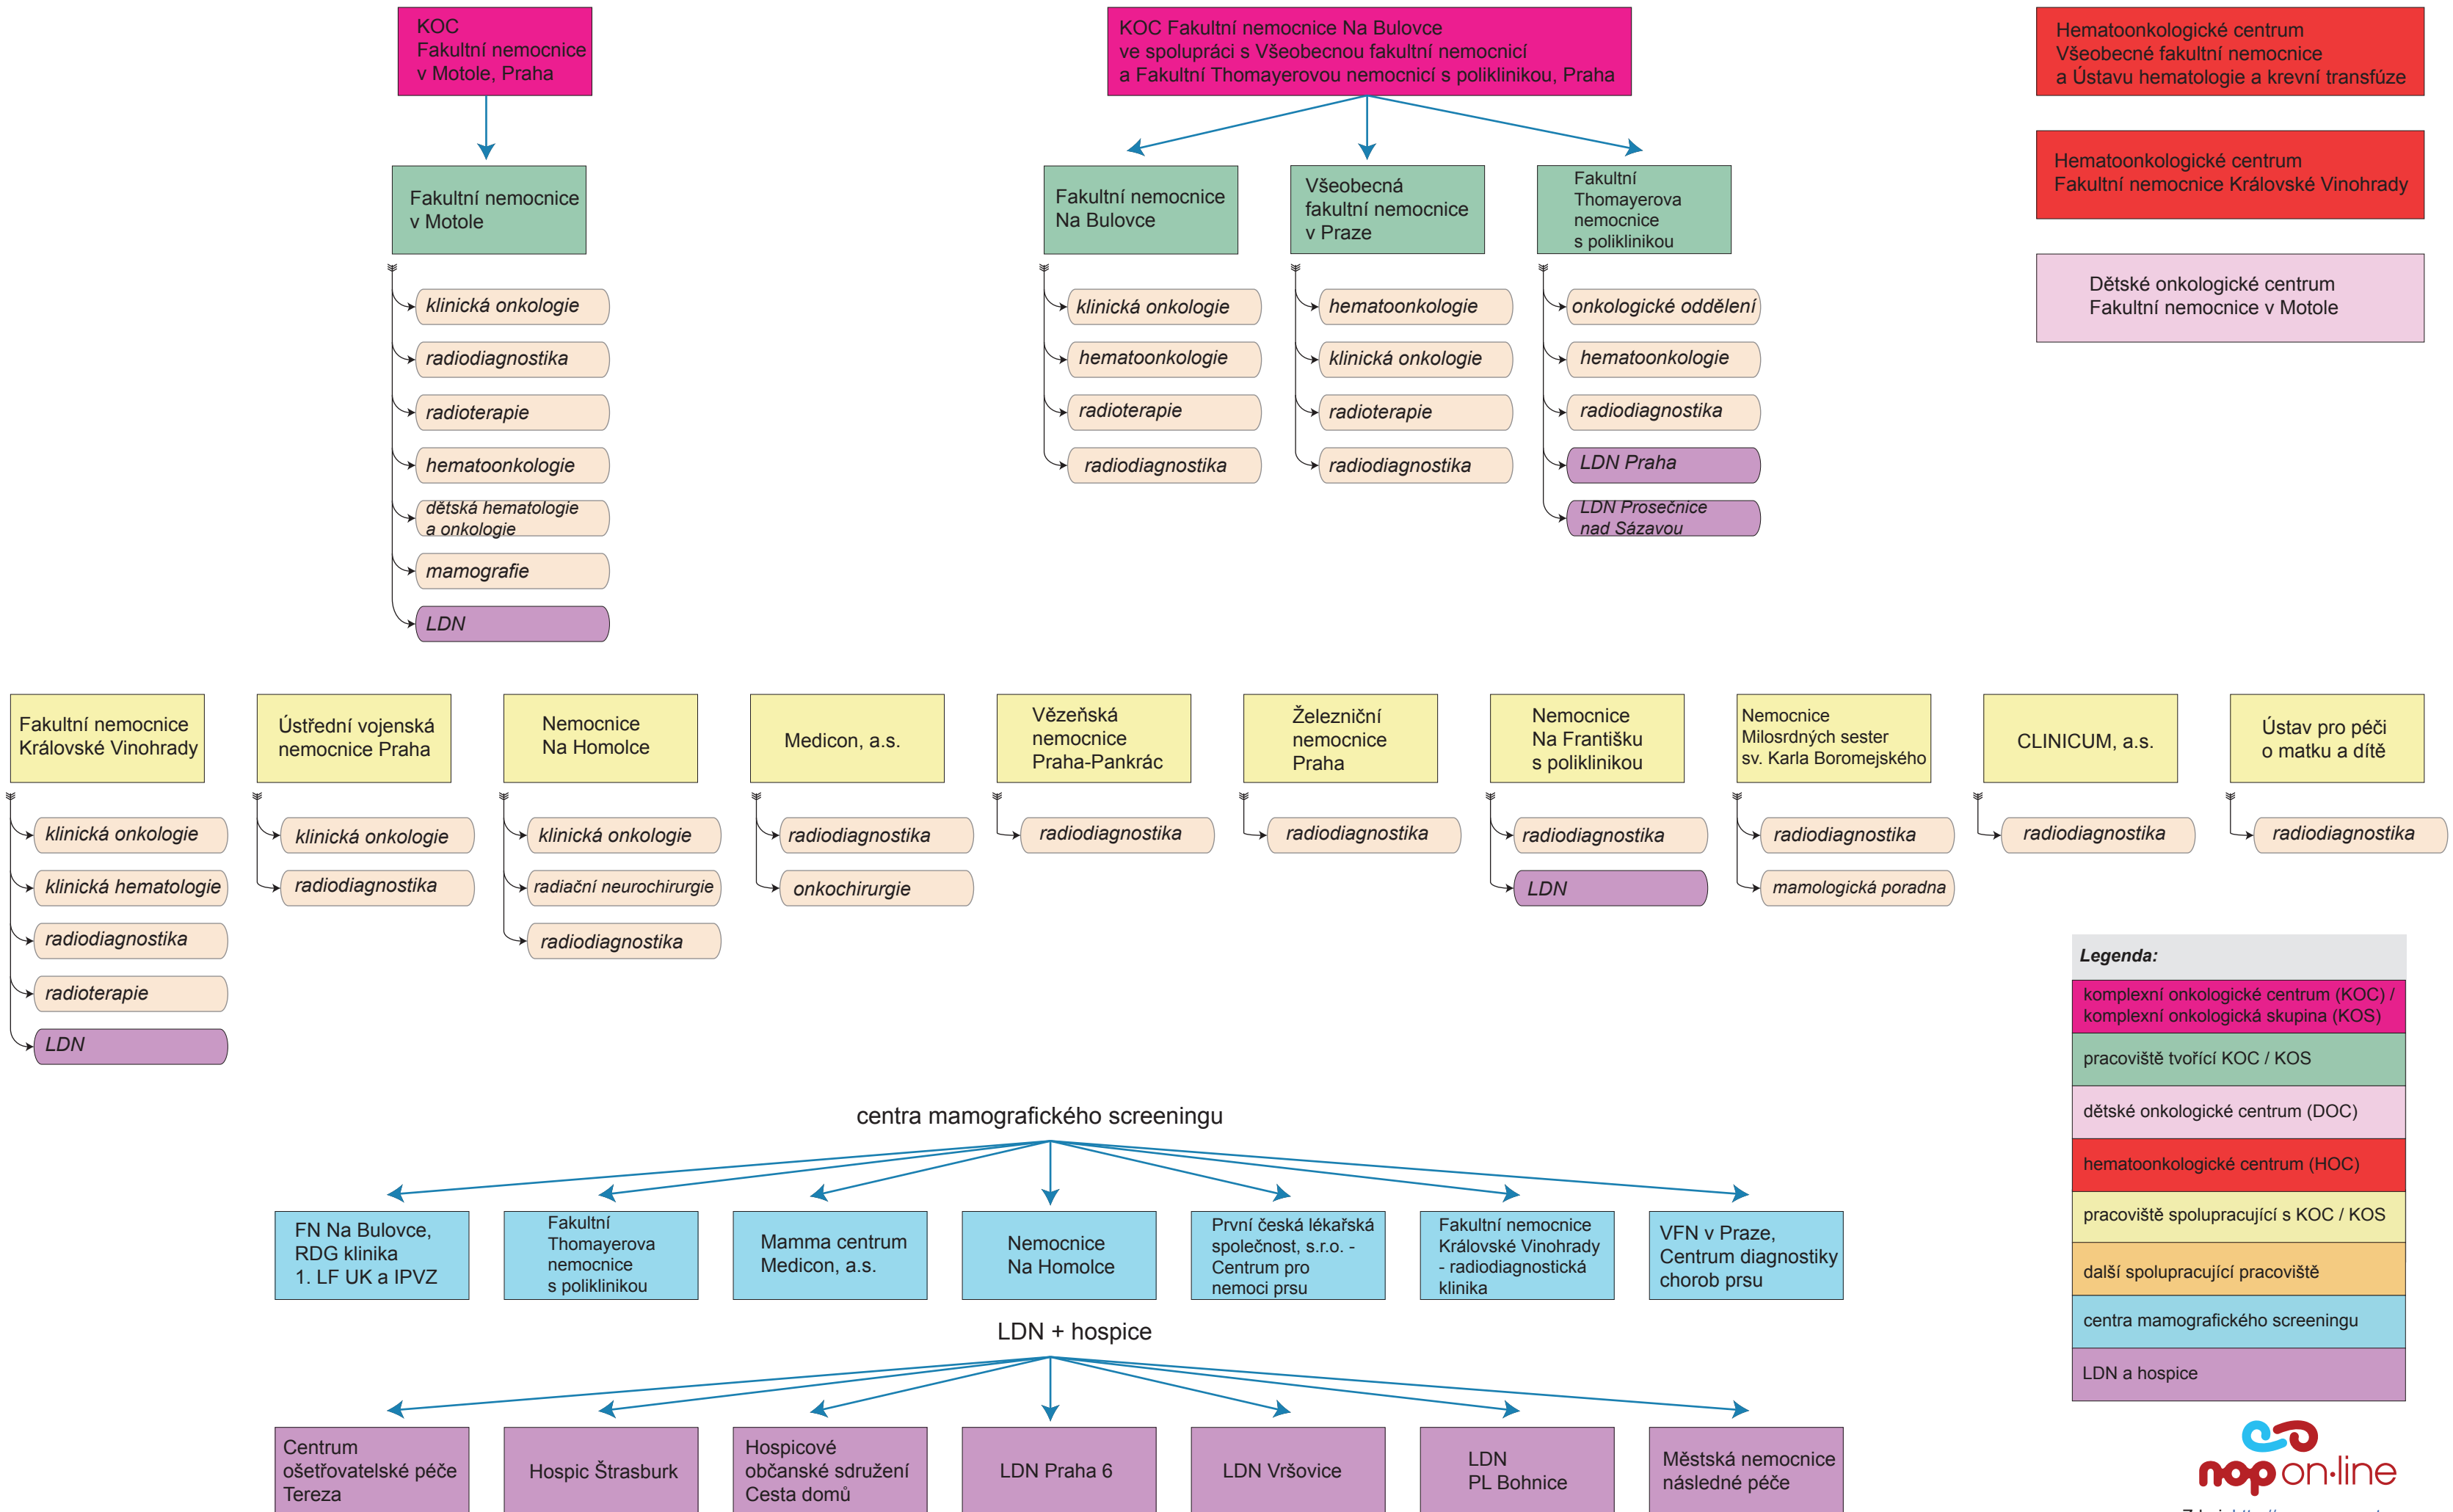 KOC
Fakultní nemocnice
v Motole, Praha
KOC Fakultní nemocnice Na Bulovce
ve spolupráci s Všeobecnou fakultní nemocnicí
a Fakultní Thomayerovou nemocnicí s poliklinikou, Praha
Hematoonkologické centrum
Všeobecné fakultní nemocnice
a Ústavu hematologie a krevní transfúze
Hematoonkologické centrum
Fakultní nemocnice Královské Vinohrady
Dětské onkologické centrum
Fakultní nemocnice v Motole
Fakultní nemocnice
v Motole
klinická onkologie
radiodiagnostika
radioterapie
hematoonkologie
dětská hematologie
a onkologie
mamografie
LDN
Fakultní nemocnice
Na Bulovce
klinická onkologie
hematoonkologie
radioterapie
radiodiagnostika
Všeobecná
fakultní nemocnice
v Praze
hematoonkologie
klinická onkologie
radioterapie
radiodiagnostika
Fakultní
Thomayerova
nemocnice
s poliklinikou
onkologické oddělení
hematoonkologie
radiodiagnostika
LDN Praha
LDN Prosečnice
nad Sázavou
Fakultní nemocnice
Královské Vinohrady
klinická onkologie
klinická hematologie
radiodiagnostika
radioterapie
LDN
Ústřední vojenská
nemocnice Praha
klinická onkologie
radiodiagnostika
Nemocnice
Na Homolce
klinická onkologie
radiační neurochirurgie
radiodiagnostika
Medicon, a.s.
radiodiagnostika
onkochirurgie
Vězeňská
nemocnice
Praha-Pankrác
radiodiagnostika
Železniční
nemocnice
Praha
radiodiagnostika
Nemocnice
Na Františku
s poliklinikou
radiodiagnostika
LDN
Nemocnice
Milosrdných sester
sv. Karla Boromejského
radiodiagnostika
mamologická poradna
CLINICUM, a.s.
radiodiagnostika
Ústav pro péči
o matku a dítě
radiodiagnostika
centra mamografického screeningu
FN Na Bulovce,
RDG klinika
1. LF UK a IPVZ
Fakultní
Thomayerova
nemocnice
s poliklinikou
Mamma centrum
Medicon, a.s.
Nemocnice
Na Homolce
První česká lékařská
společnost, s.r.o. -
Centrum pro
nemoci prsu
Fakultní nemocnice
Královské Vinohrady
- radiodiagnostická
klinika
VFN v Praze,
Centrum diagnostiky
chorob prsu
LDN + hospice
Centrum
ošetřovatelské péče
Tereza
Hospic Štrasburk
Hospicové
občanské sdružení
Cesta domů
LDN Praha 6
LDN Vršovice
LDN
PL Bohnice
Městská nemocnice
následné péče
Legenda:
komplexní onkologické centrum (KOC) /
komplexní onkologická skupina (KOS)
pracoviště tvořící KOC / KOS
dětské onkologické centrum (DOC)
hematoonkologické centrum (HOC)
pracoviště spolupracující s KOC / KOS
další spolupracující pracoviště
centra mamografického screeningu
LDN a hospice
nop on·line